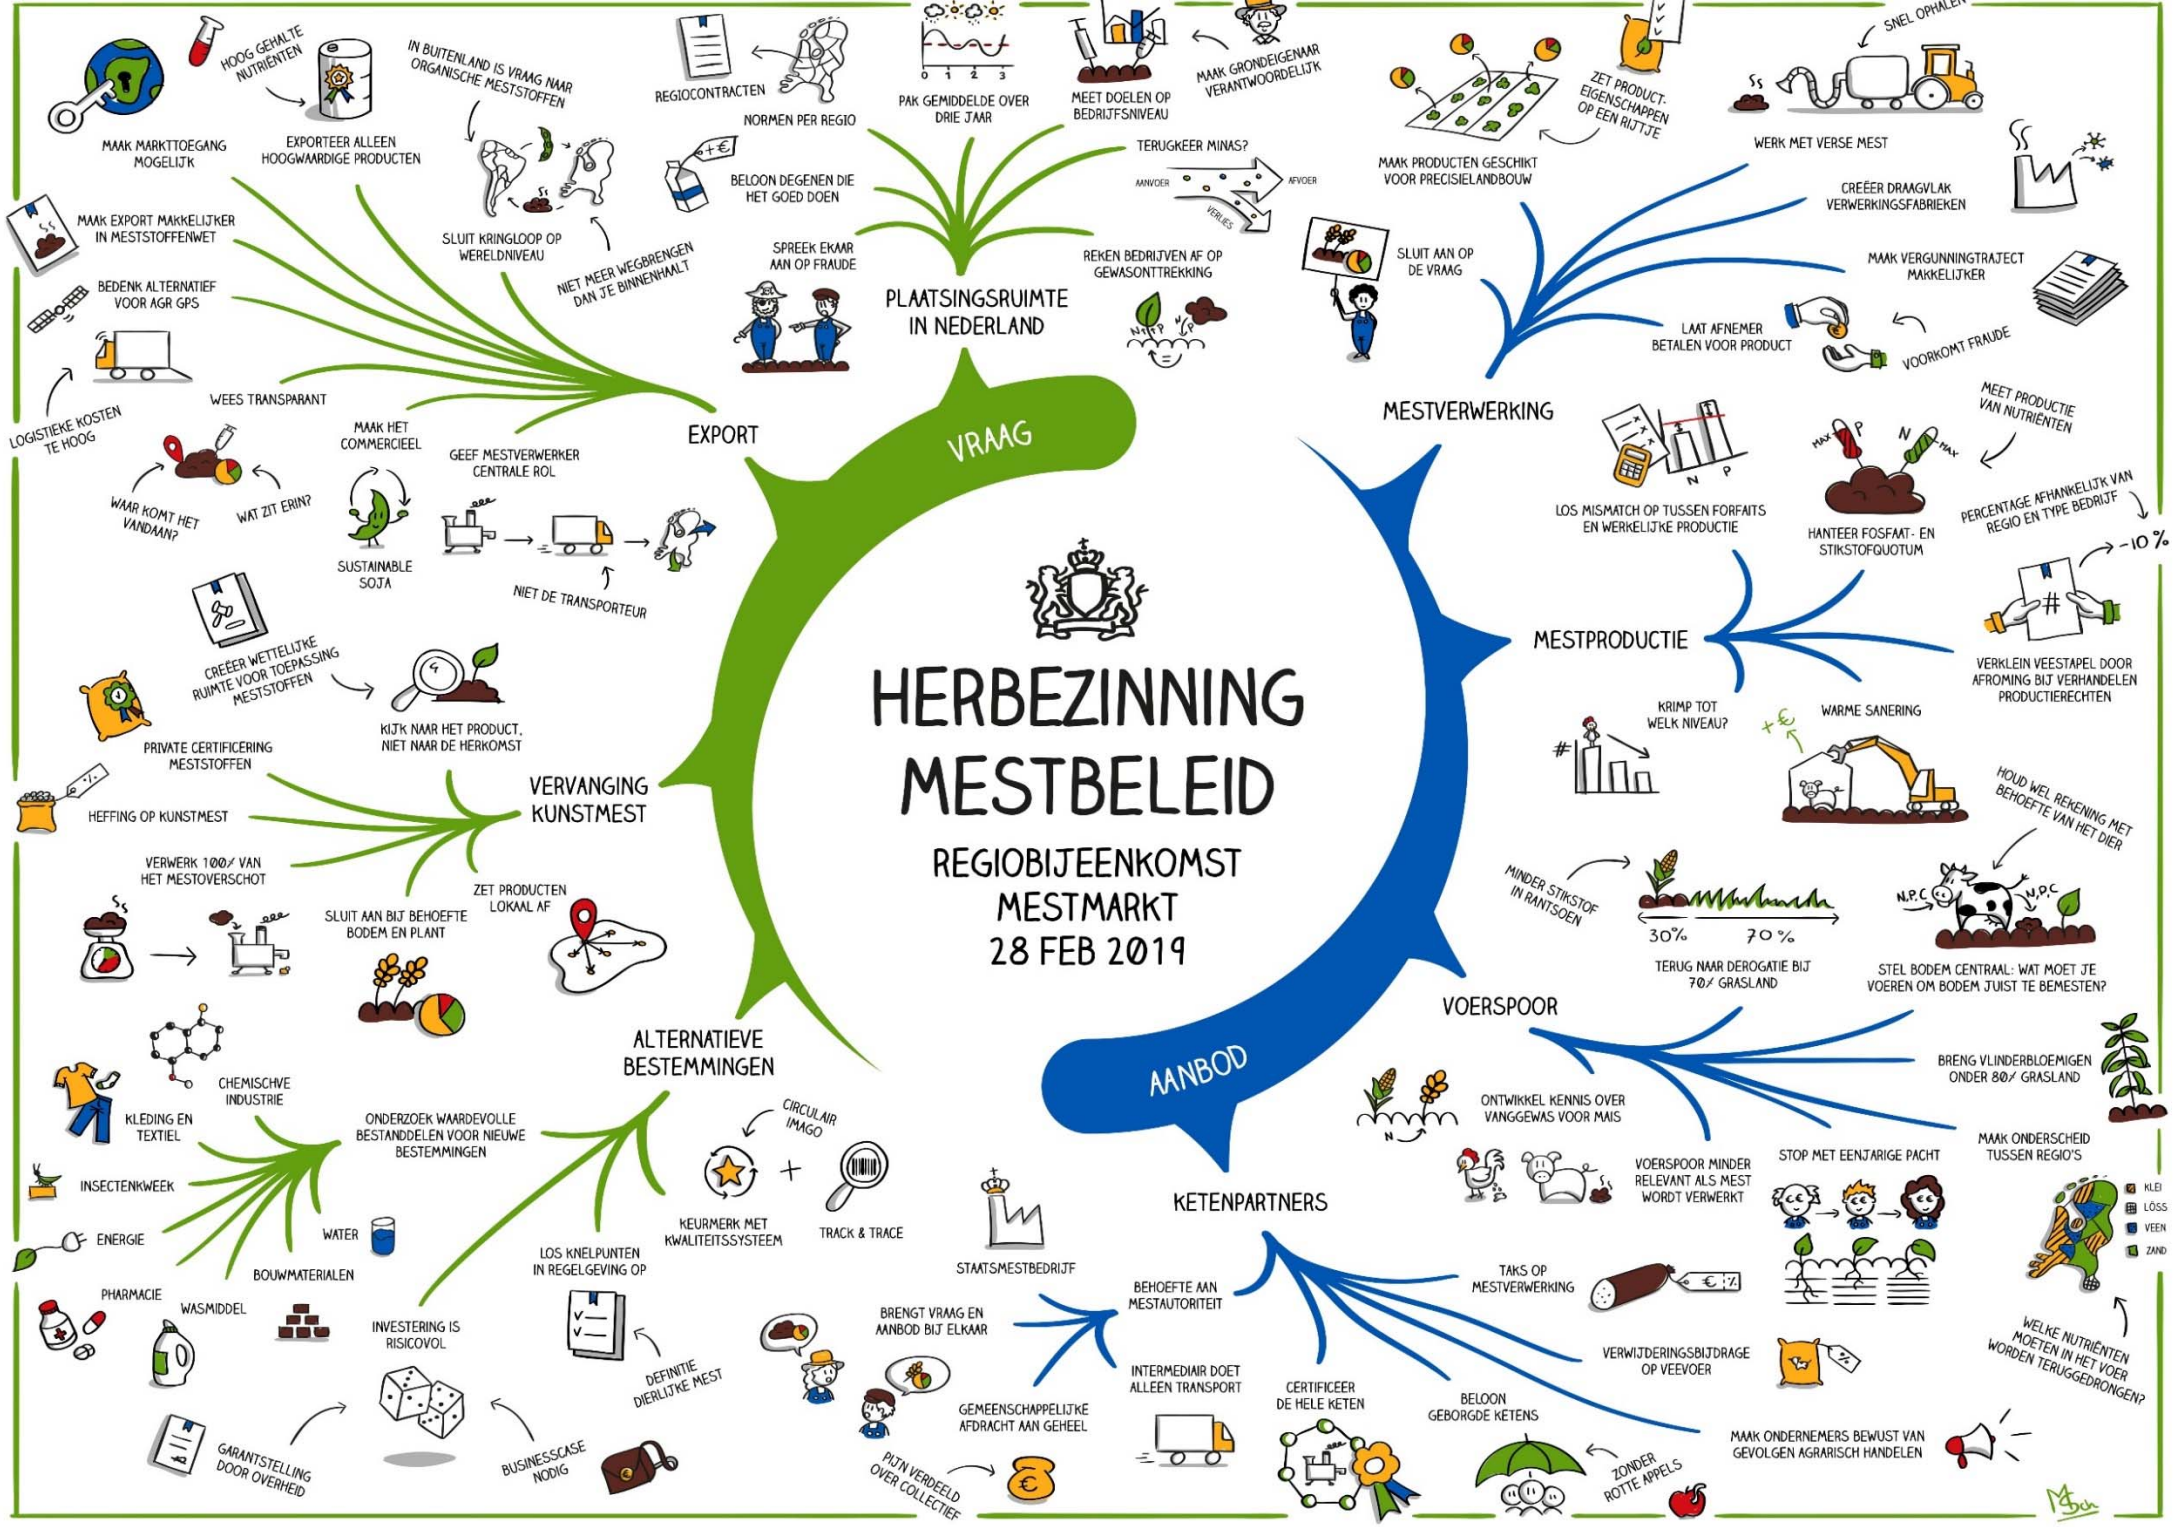 HERBEZINNING
MESTBELEID
REGIOBIJEENKOMST
MESTMARKT
28 FEB 2019
VRAAG
EXPORT
MAAK MARKTTOEGANG
MOGELIJK
HOOG GEHALTE
NUTRIËNTEN
EXPORTEER ALLEEN
HOOGWAARDIGE PRODUCTEN
IN BUITENLAND IS VRAAG NAAR
ORGANISCHE MESTSTOFFEN
SLUIT KRINGLOOP OP
WERELDNIVEAU
NIET MEER WEGBRENGEN
DAN JE BINNENHAALT
MAAK EXPORT MAKKELIJKER
IN MESTSTOFFENWET
BEDENK ALTERNATIEF
VOOR AGR GPS
LOGISTIEKE KOSTEN
TE HOOG
WEES TRANSPARANT
WAAR KOMT HET
VANDAAN?
WAT ZIT ERIN?
MAAK HET
COMMERCIEEL
SUSTAINABLE
SOJA
GEEF MESTVERWERKER
CENTRALE ROL
NIET DE TRANSPORTEUR
PLAATSINGSRUIMTE
IN NEDERLAND
REGIOCONTRACTEN
NORMEN PER REGIO
0 1 2 3
PAK GEMIDDELDE OVER
DRIE JAAR
MEET DOELEN OP
BEDRIJFSNIVEAU
MAAK GRONDEIGENAAR
VERANTWOORDELIJK
+€
BELOON DEGENEN DIE
HET GOED DOEN
TERUGKEER MINAS?
AANVOER
AFVOER
VERLIES
SPREEK EKAAR
AAN OP FRAUDE
REKEN BEDRIJVEN AF OP
GEWASONTTREKKING
N P
N P
VERVANGING
KUNSTMEST
CREËER WETTELIJKE
RUIMTE VOOR TOEPASSING
MESTSTOFFEN
KIJK NAAR HET PRODUCT,
NIET NAAR DE HERKOMST
PRIVATE CERTIFICERING
MESTSTOFFEN
%
HEFFING OP KUNSTMEST
VERWERK 100% VAN
HET MESTOVERSCHOT
SLUIT AAN BIJ BEHOEFTE
BODEM EN PLANT
ZET PRODUCTEN
LOKAAL AF
ALTERNATIEVE
BESTEMMINGEN
ONDERZOEK WAARDEVOLLE
BESTANDDELEN VOOR NIEUWE
BESTEMMINGEN
CHEMISCHVE
INDUSTRIE
KLEDING EN
TEXTIEL
INSECTENKWEEK
ENERGIE
PHARMACIE
WASMIDDEL
BOUWMATERIALEN
WATER
INVESTERING IS
RISICOVOL
GARANTSTELLING
DOOR OVERHEID
BUSINESSCASE
NODIG
LOS KNELPUNTEN
IN REGELGEVING OP
DEFINITIE
DIERLIJKE MEST
CIRCULAIR
IMAGO
+
KEURMERK MET
KWALITEITSSYSTEEM
TRACK & TRACE
AANBOD
MESTVERWERKING
MAAK PRODUCTEN GESCHIKT
VOOR PRECISIELANDBOUW
ZET PRODUCT-
EIGENSCHAPPEN
OP EEN RIJTJE
SNEL OPHALEN
WERK MET VERSE MEST
CREËER DRAAGVLAK
VERWERKINGSFABRIEKEN
MAAK VERGUNNINGTRAJECT
MAKKELIJKER
SLUIT AAN OP
DE VRAAG
LAAT AFNEMER
BETALEN VOOR PRODUCT
VOORKOMT FRAUDE
MESTPRODUCTIE
N P
LOS MISMATCH OP TUSSEN FORFAITS
EN WERKELIJKE PRODUCTIE
MAX P
N MAX
MEET PRODUCTIE
VAN NUTRIËNTEN
HANTEER FOSFAAT- EN
STIKSTOFQUOTUM
PERCENTAGE AFHANKELIJK VAN
REGIO EN TYPE BEDRIJF
-10%
#
VERKLEIN VEESTAPEL DOOR
AFROMING BIJ VERHANDELEN
PRODUCTIERECHTEN
KRIMP TOT
WELK NIVEAU?
#
WARME SANERING
+€
VOERSPOOR
MINDER STIKSTOF
IN RANTSOEN
30% 70%
TERUG NAAR DEROGATIE BIJ
70% GRASLAND
HOUD WEL REKENING MET
BEHOEFTE VAN HET DIER
N,P,C
N,P,C
STEL BODEM CENTRAAL: WAT MOET JE
VOEREN OM BODEM JUIST TE BEMESTEN?
BRENG VLINDERBLOEMIGEN
ONDER 80% GRASLAND
MAAK ONDERSCHEID
TUSSEN REGIO'S
KLEI
LÖSS
VEEN
ZAND
WELKE NUTRIËNTEN
MOETEN IN HET VOER
WORDEN TERUGGEDRONGEN?
ONTWIKKEL KENNIS OVER
VANGGEWAS VOOR MAIS
N
VOERSPOOR MINDER
RELEVANT ALS MEST
WORDT VERWERKT
STOP MET EENJARIGE PACHT
KETENPARTNERS
STAATSMESTBEDRIJF
BEHOEFTE AAN
MESTAUTORITEIT
BRENGT VRAAG EN
AANBOD BIJ ELKAAR
GEMEENSCHAPPELIJKE
AFDRACHT AAN GEHEEL
PIJN VERDEELD
OVER COLLECTIEF
€
INTERMEDIAIR DOET
ALLEEN TRANSPORT
CERTIFICEER
DE HELE KETEN
BELOON
GEBORGDE KETENS
ZONDER
ROTTE APPELS
TAKS OP
MESTVERWERKING
€ %
VERWIJDERINGSBIJDRAGE
OP VEEVOER
%
MAAK ONDERNEMERS BEWUST VAN
GEVOLGEN AGRARISCH HANDELEN